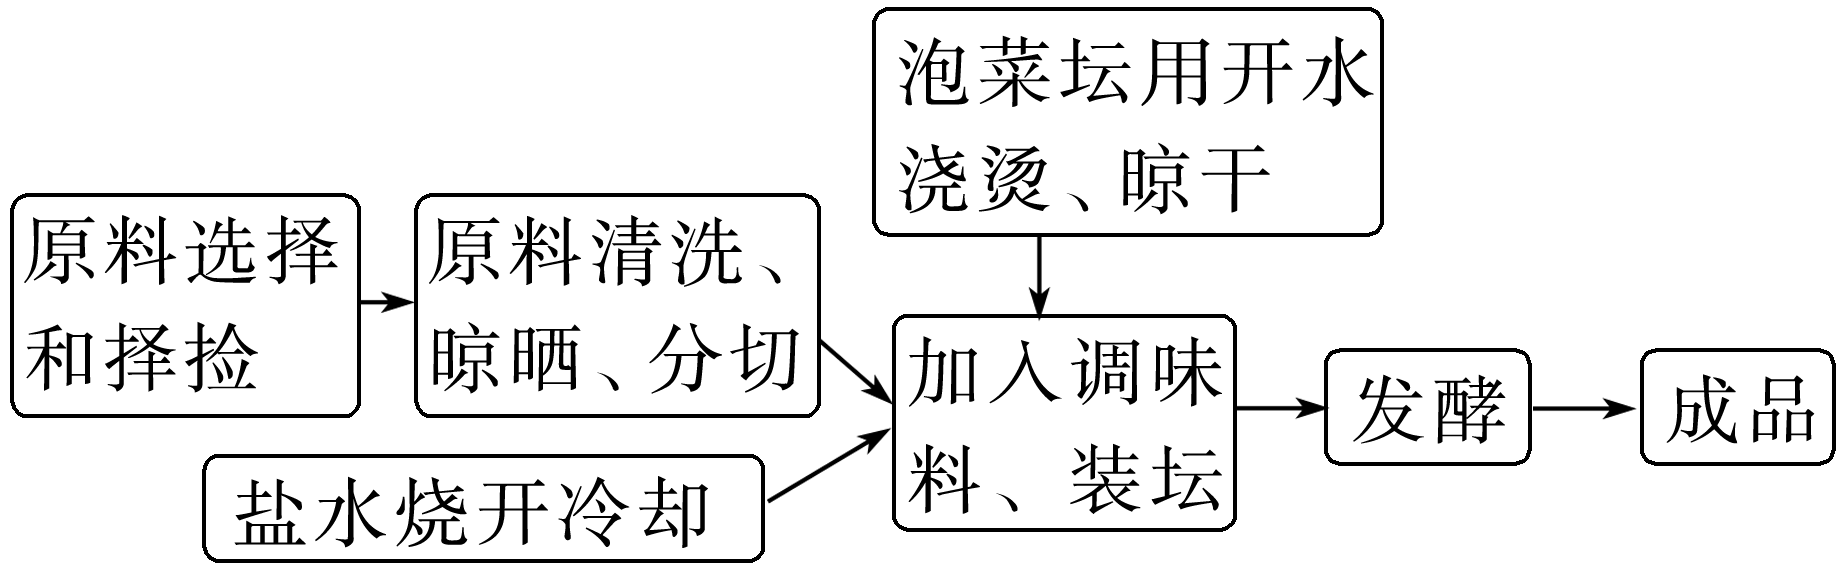 泡菜坛用开水
浇烫、晾干
原料选择
和择捡
原料清洗、
晾晒、分切
盐水烧开冷却
加入调味
料、装坛
发酵
成品